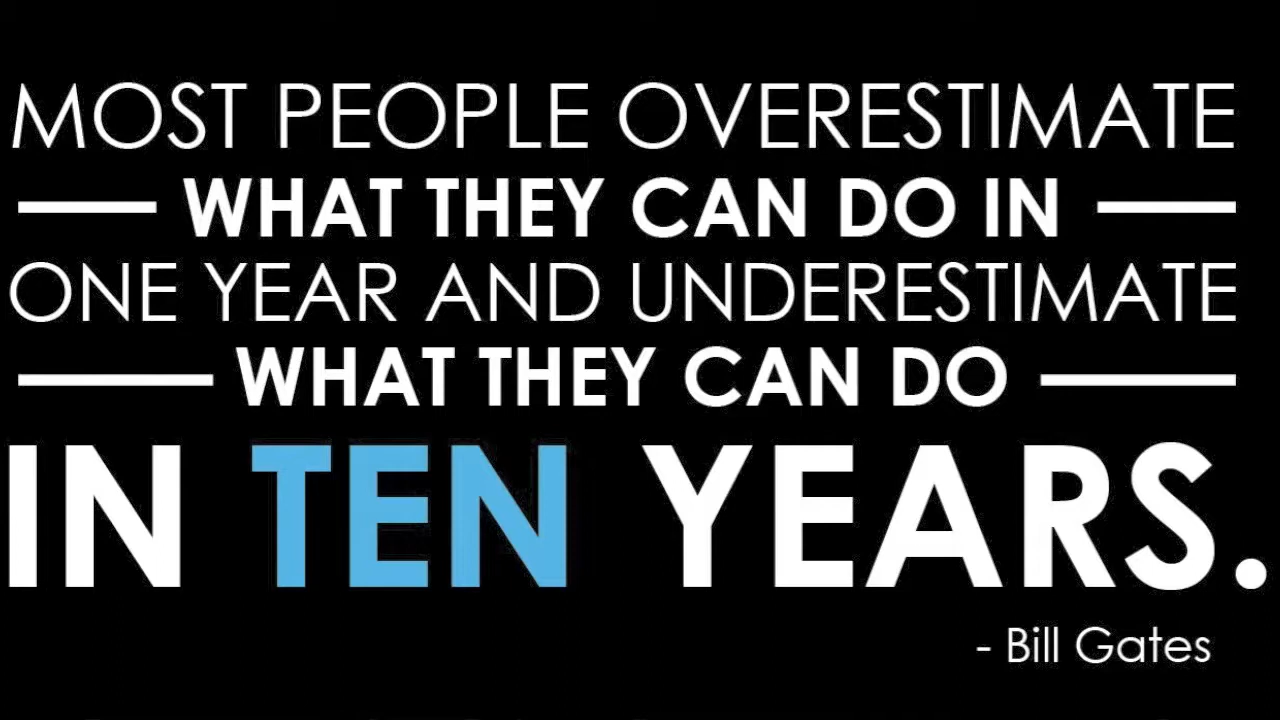 MOST PEOPLE OVERESTIMATE
WHAT THEY CAN DO IN
ONE YEAR AND UNDERESTIMATE
WHAT THEY CAN DO
IN TEN YEARS.
- Bill Gates